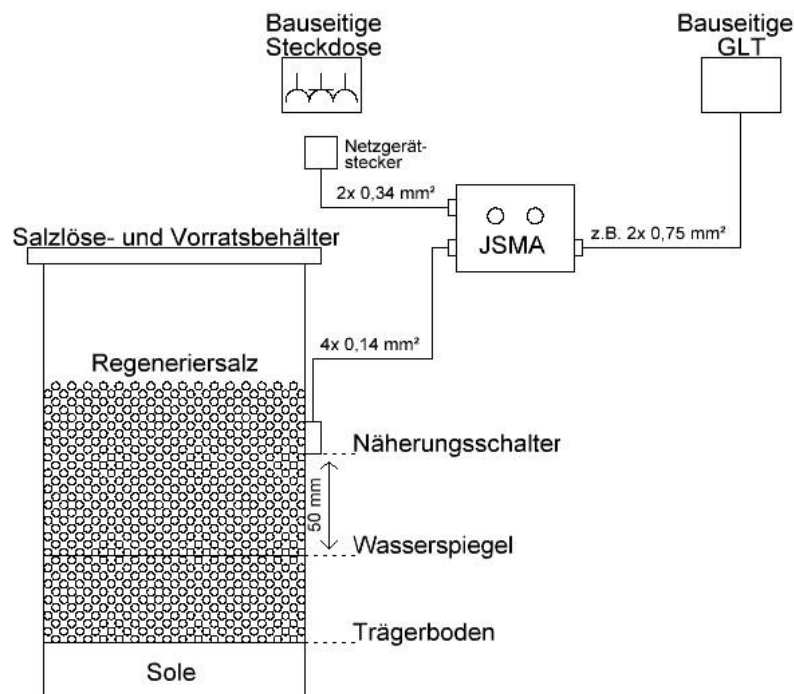 Bauseitige
Steckdose
Bauseitige
GLT
Netzgerät-
stecker
2x 0,34 mm²
JSMA
z.B. 2x 0,75 mm²
Salzlöse- und Vorratsbehälter
4x 0,14 mm²
Regeneriersalz
Näherungsschalter
50 mm
Wasserspiegel
Trägerboden
Sole